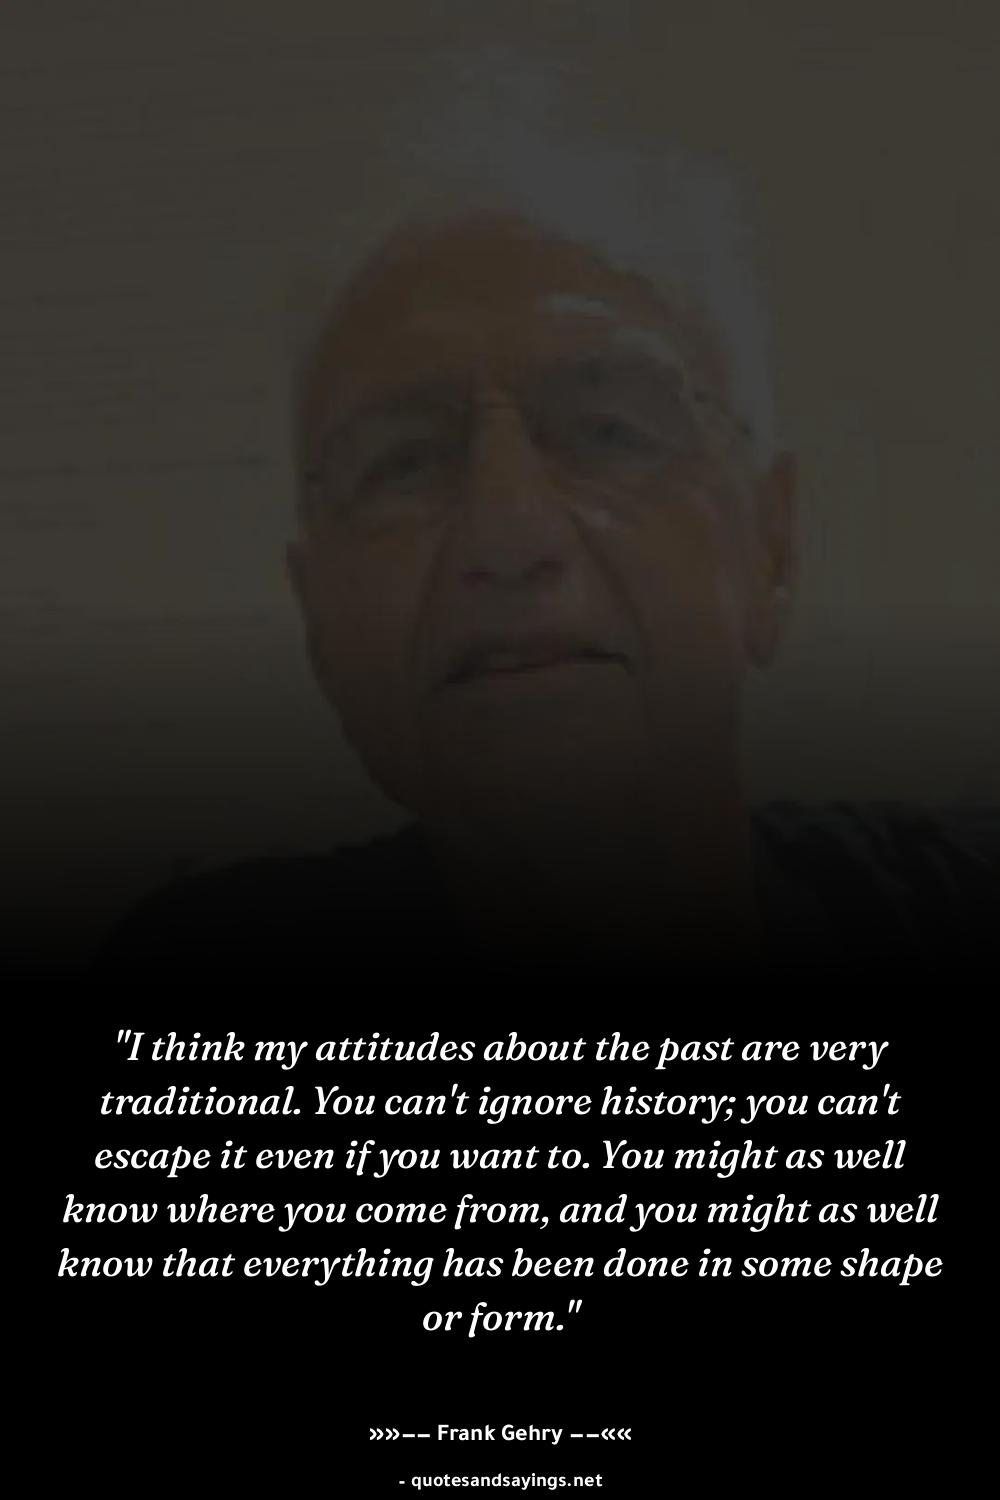 "I think my attitudes about the past are very
traditional. You can't ignore history; you can't
escape it even if you want to. You might as well
know where you come from, and you might as well
know that everything has been done in some shape
or form."
»»–– Frank Gehry ––««
- quotesandsayings.net